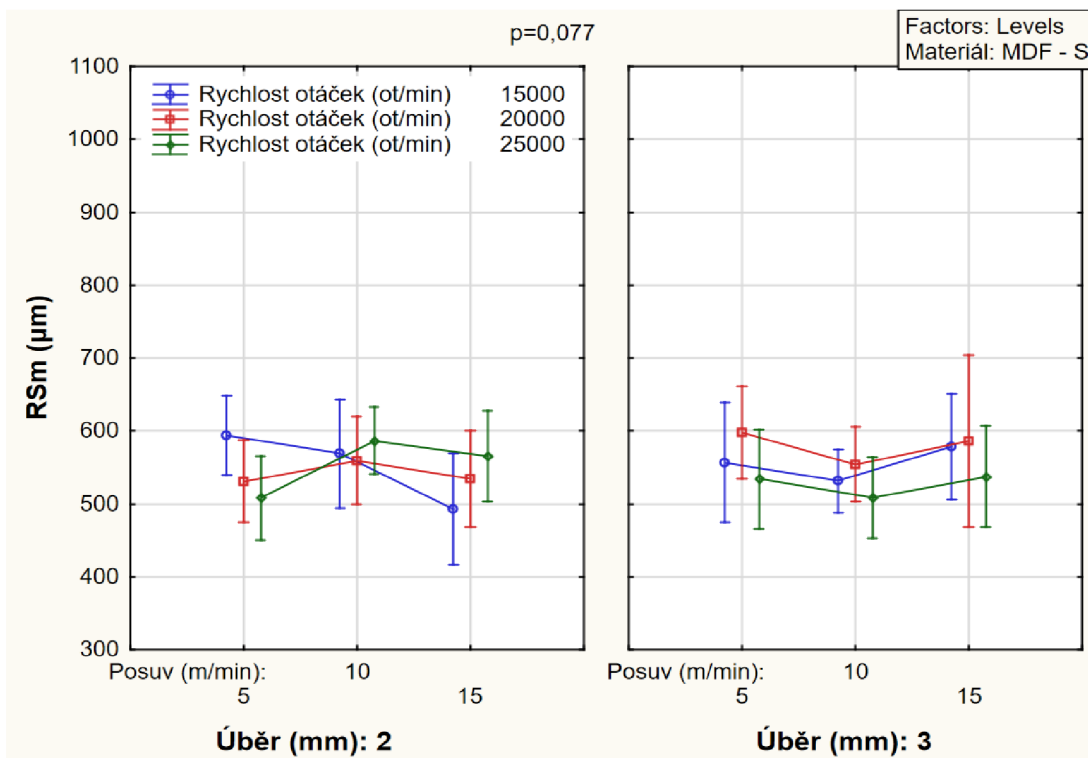 p=0,077
Factors: Levels
Materiál: MDF - S
Rychlost otáček (ot/min) 15000
Rychlost otáček (ot/min) 20000
Rychlost otáček (ot/min) 25000
RSm (µm)
1100
1000
900
800
700
600
500
400
300
Posuv (m/min): 10
5 15
Posuv (m/min): 10
5 15
Úběr (mm): 2
Úběr (mm): 3